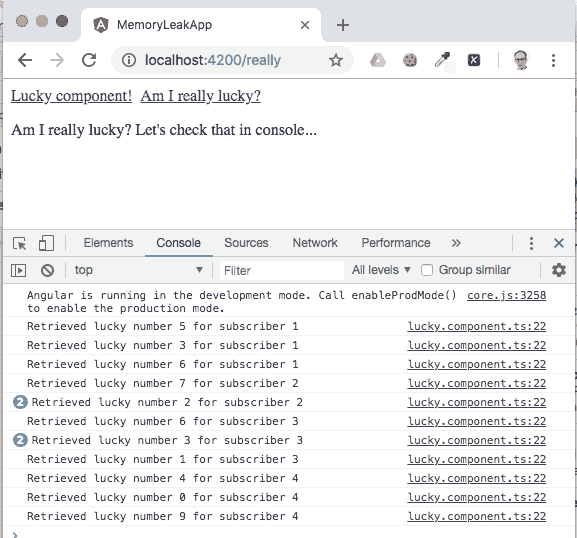 MemoryLeakApp
localhost:4200/really
Lucky component! Am I really lucky?
Am I really lucky? Let's check that in console...
Elements Console Sources Network Performance »
top Filter All levels Group similar
Angular is running in the development mode. Call enableProdMode() core.js:3258
to enable the production mode.
Retrieved lucky number 5 for subscriber 1 lucky.component.ts:22
Retrieved lucky number 3 for subscriber 1 lucky.component.ts:22
Retrieved lucky number 6 for subscriber 1 lucky.component.ts:22
Retrieved lucky number 7 for subscriber 2 lucky.component.ts:22
2 Retrieved lucky number 2 for subscriber 2 lucky.component.ts:22
Retrieved lucky number 6 for subscriber 3 lucky.component.ts:22
2 Retrieved lucky number 3 for subscriber 3 lucky.component.ts:22
Retrieved lucky number 1 for subscriber 3 lucky.component.ts:22
Retrieved lucky number 4 for subscriber 4 lucky.component.ts:22
Retrieved lucky number 0 for subscriber 4 lucky.component.ts:22
Retrieved lucky number 9 for subscriber 4 lucky.component.ts:22